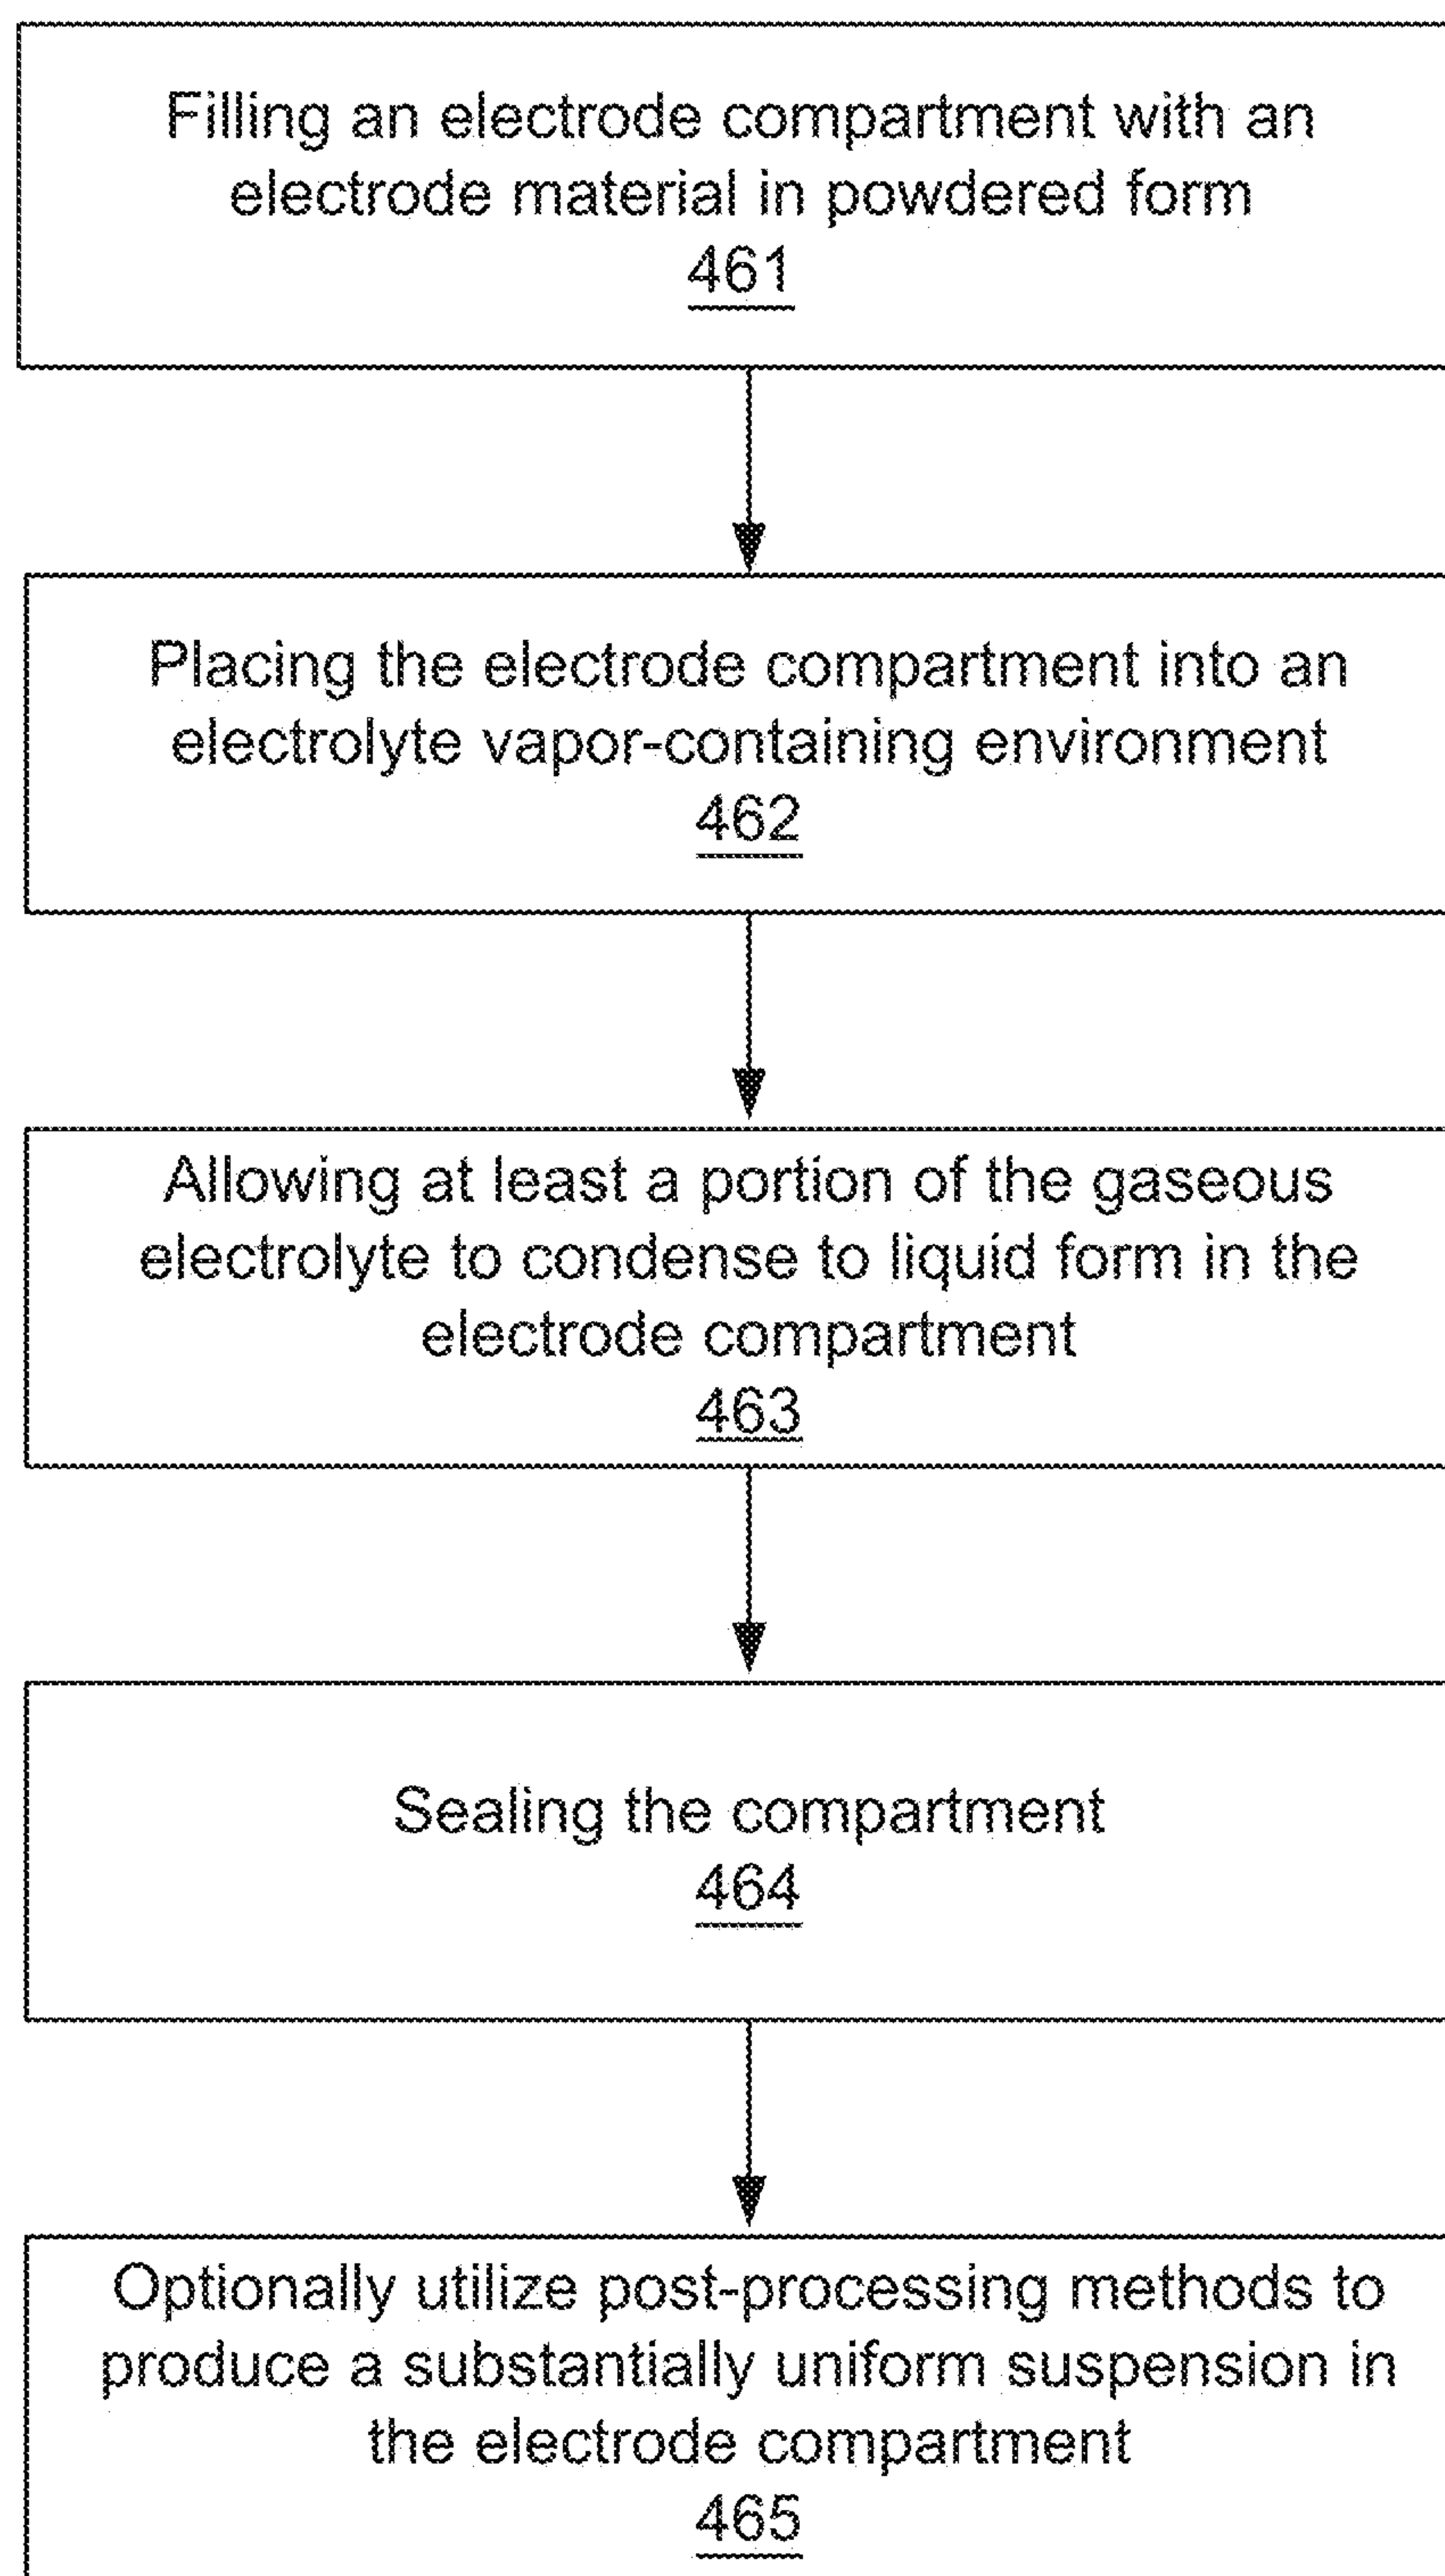 Filling an electrode compartment with an
electrode material in powdered form
461
Placing the electrode compartment into an
electrolyte vapor-containing environment
462
Allowing at least a portion of the gaseous
electrolyte to condense to liquid form in the
electrode compartment
463
Sealing the compartment
464
Optionally utilize post-processing methods to
produce a substantially uniform suspension in
the electrode compartment
465